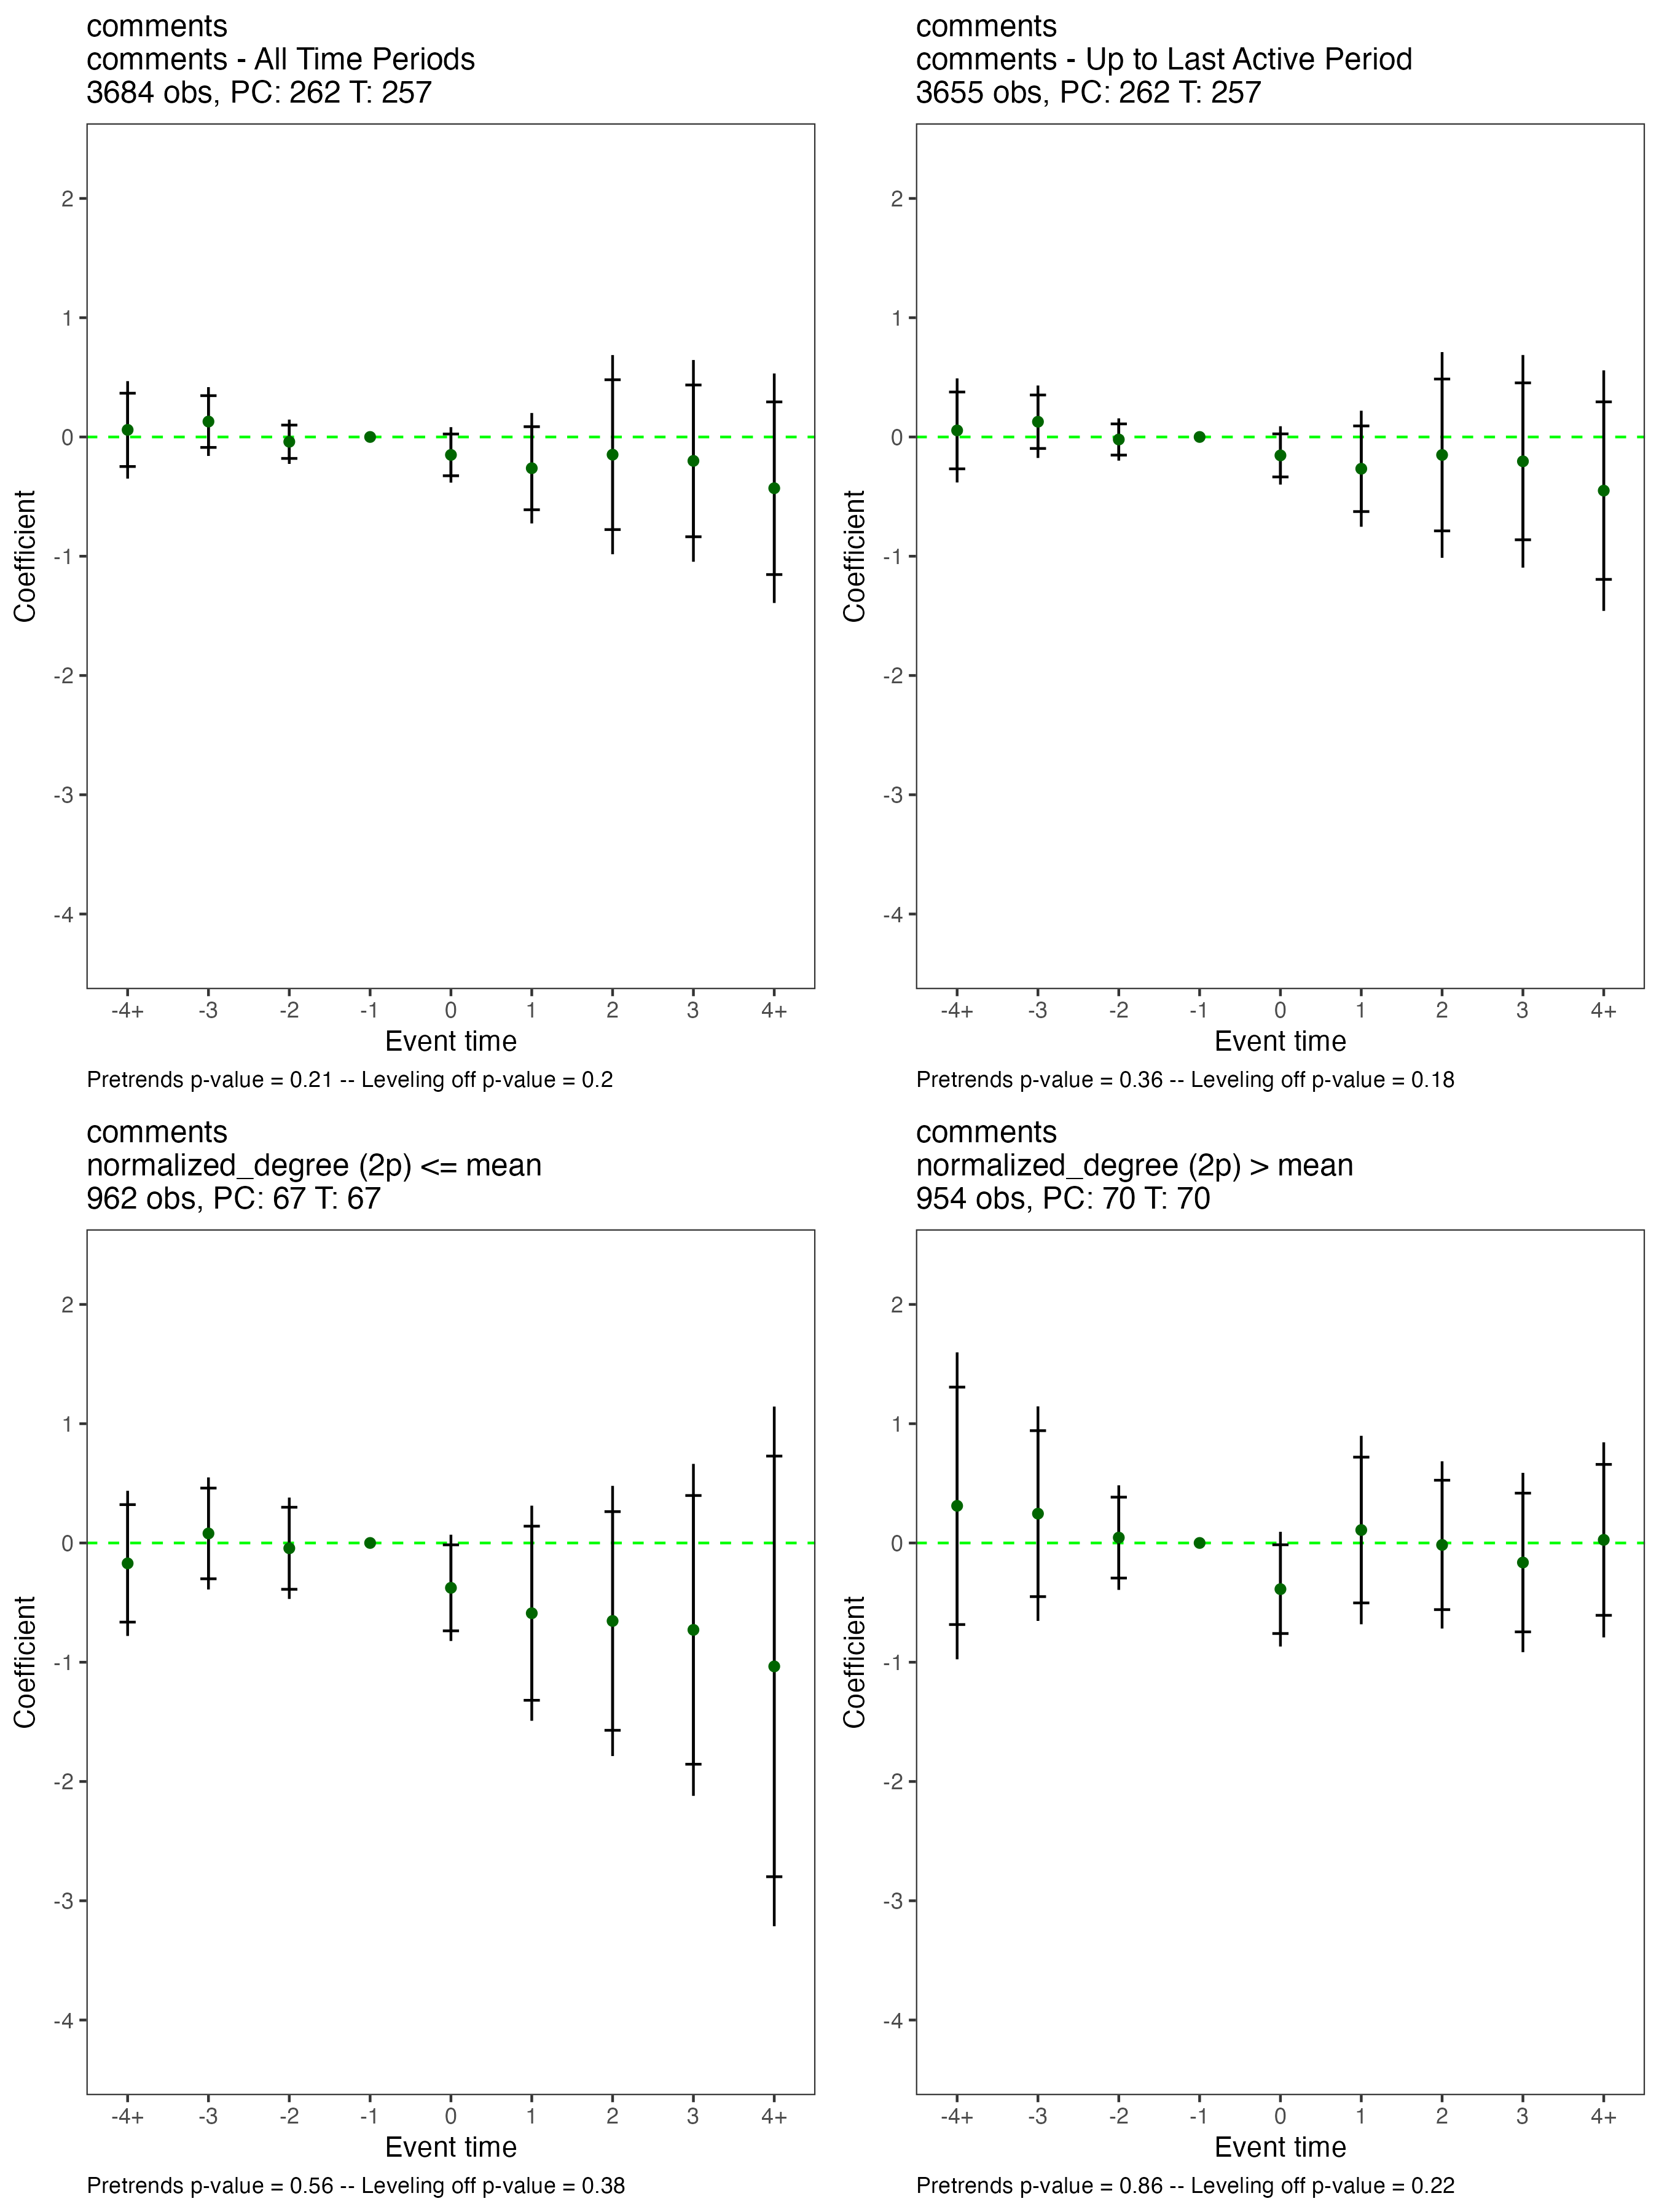 comments
comments - All Time Periods
3684 obs, PC: 262 T: 257
2
1
0
-1
-2
-3
-4
Coefficient
-4+ -3 -2 -1 0 1 2 3 4+
Event time
Pretrends p-value = 0.21 -- Leveling off p-value = 0.2
comments
comments - Up to Last Active Period
3655 obs, PC: 262 T: 257
2
1
0
-1
-2
-3
-4
Coefficient
-4+ -3 -2 -1 0 1 2 3 4+
Event time
Pretrends p-value = 0.36 -- Leveling off p-value = 0.18
comments
normalized_degree (2p) <= mean
962 obs, PC: 67 T: 67
2
1
0
-1
-2
-3
-4
Coefficient
-4+ -3 -2 -1 0 1 2 3 4+
Event time
Pretrends p-value = 0.56 -- Leveling off p-value = 0.38
comments
normalized_degree (2p) > mean
954 obs, PC: 70 T: 70
2
1
0
-1
-2
-3
-4
Coefficient
-4+ -3 -2 -1 0 1 2 3 4+
Event time
Pretrends p-value = 0.86 -- Leveling off p-value = 0.22